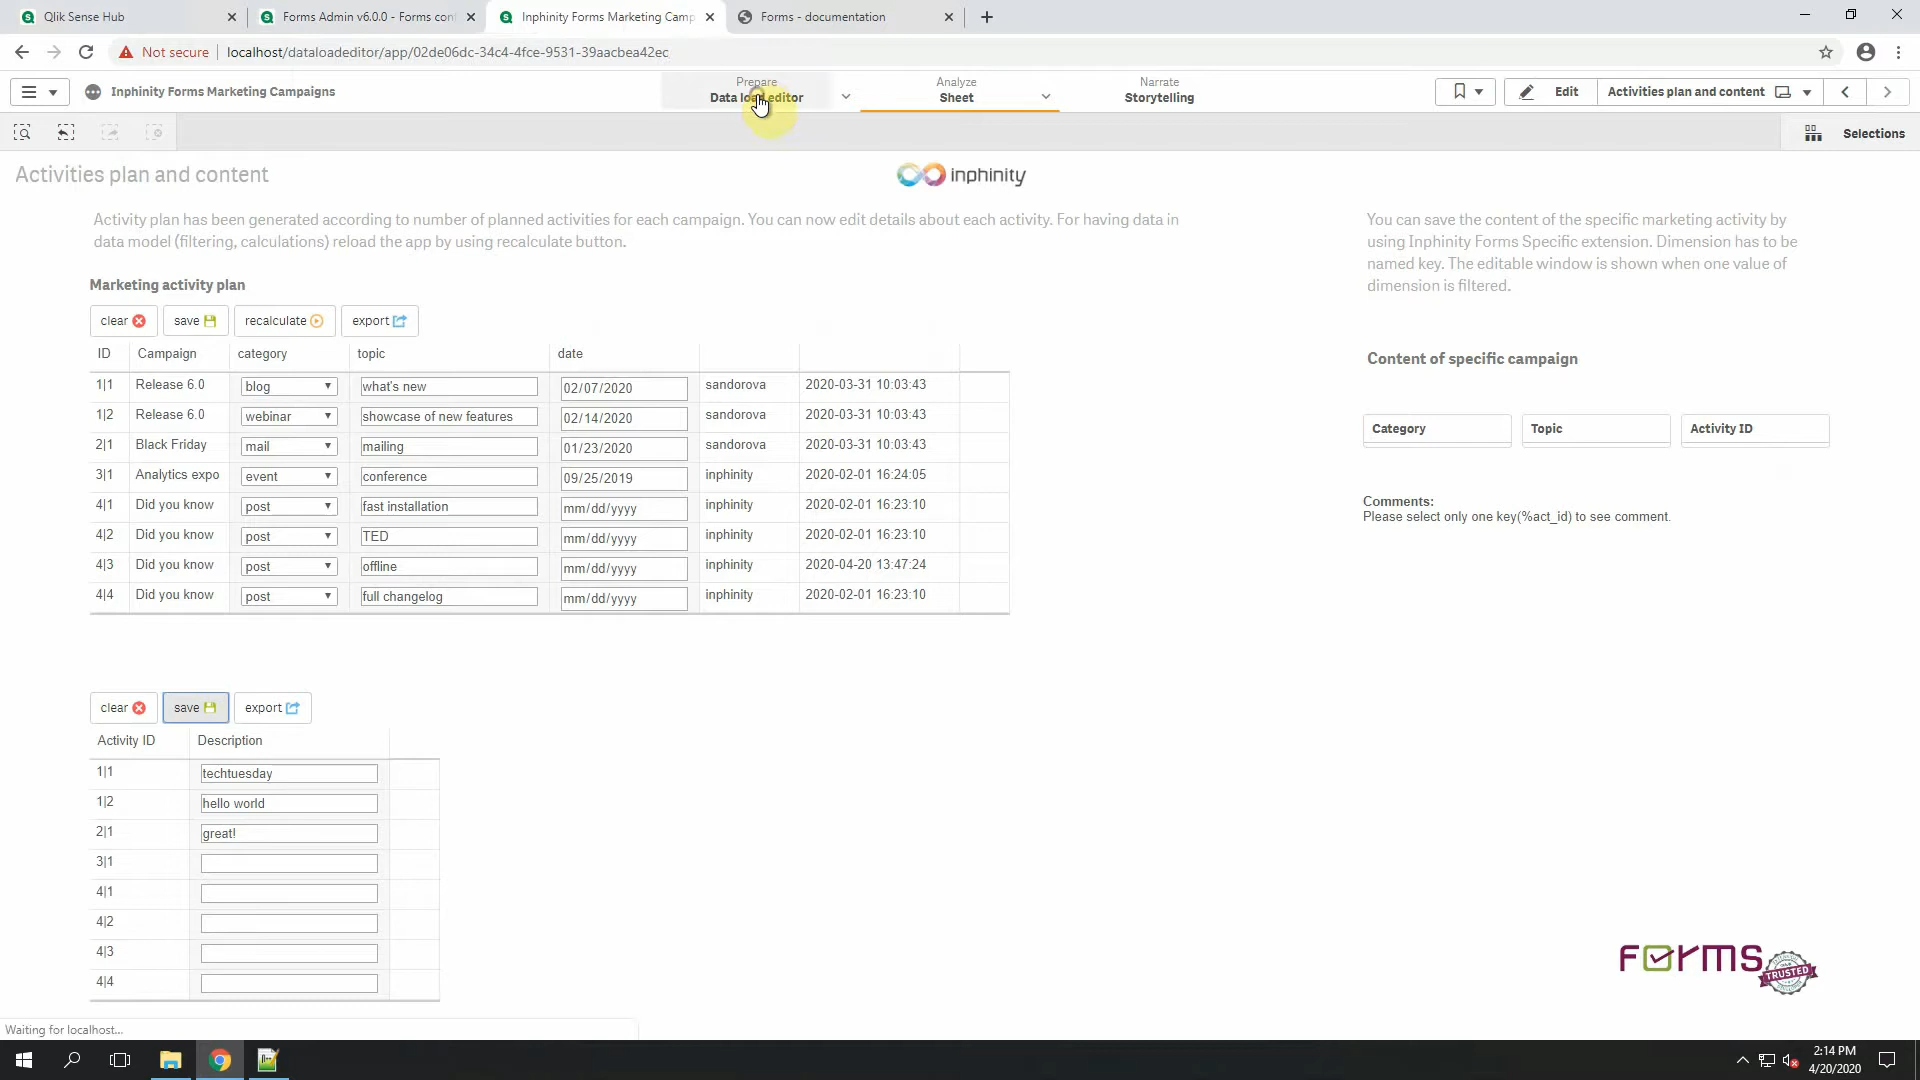 Qlik Sense Hub
Forms Admin v6.0.0 - Forms con
Inphinity Forms Marketing Camp
Forms - documentation
Not secure
localhost/dataloadeditor/app/02de06dc-34c4-4fce-9531-39aacbea42ec
Inphinity Forms Marketing Campaigns
Prepare
Data load editor
Analyze
Sheet
Narrate
Storytelling
Edit
Activities plan and content
Selections
Activities plan and content
inphinity
Activity plan has been generated according to number of planned activities for each campaign. You can now edit details about each activity. For having data in
data model (filtering, calculations) reload the app by using recalculate button.
You can save the content of the specific marketing activity by
using Inphinity Forms Specific extension. Dimension has to be
named key. The editable window is shown when one value of
dimension is filtered.
Marketing activity plan
clear save recalculate export
ID Campaign category topic date
1|1 Release 6.0 blog what's new 02/07/2020 sandorova 2020-03-31 10:03:43
1|2 Release 6.0 webinar showcase of new features 02/14/2020 sandorova 2020-03-31 10:03:43
2|1 Black Friday mail mailing 01/23/2020 sandorova 2020-03-31 10:03:43
3|1 Analytics expo event conference 09/25/2019 inphinity 2020-02-01 16:24:05
4|1 Did you know post fast installation mm/dd/yyyy inphinity 2020-02-01 16:23:10
4|2 Did you know post TED mm/dd/yyyy inphinity 2020-02-01 16:23:10
4|3 Did you know post offline mm/dd/yyyy inphinity 2020-04-20 13:47:24
4|4 Did you know post full changelog mm/dd/yyyy inphinity 2020-02-01 16:23:10
Content of specific campaign
Category Topic Activity ID
Comments:
Please select only one key(%act_id) to see comment.
clear save export
Activity ID Description
1|1 techtuesday
1|2 hello world
2|1 great!
3|1
4|1
4|2
4|3
4|4
FORMS
TRUSTED
Waiting for localhost...
2:14 PM
4/20/2020